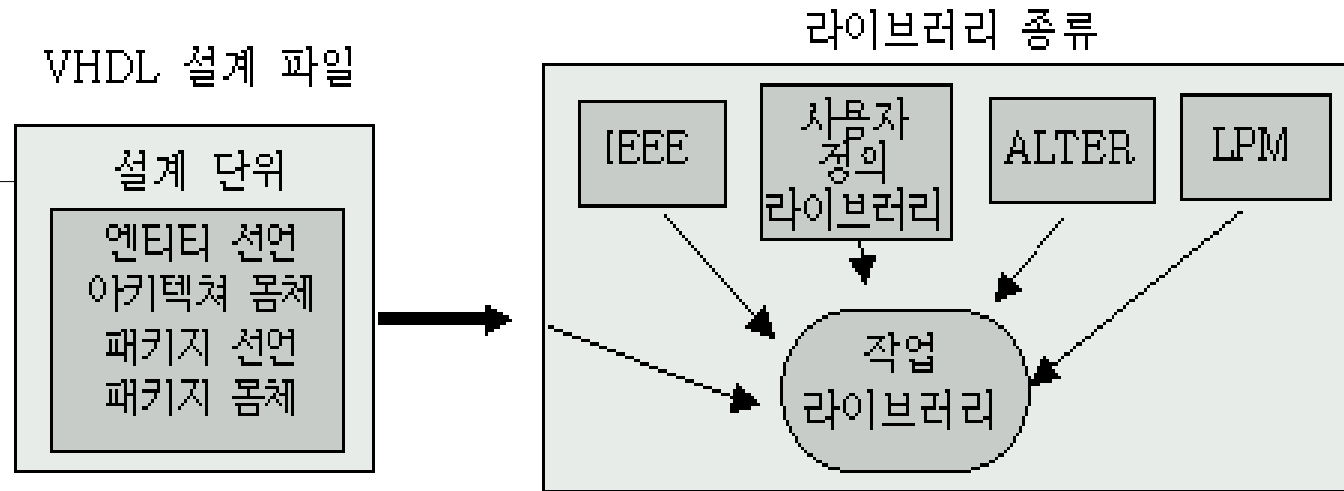 VHDL 설계 파일
설계 단위
엔티티 선언
아키텍쳐 몸체
패키지 선언
패키지 몸체
라이브러리 종류
IEEE
사용자
정의
라이브러리
ALTER
LPM
작업
라이브러리